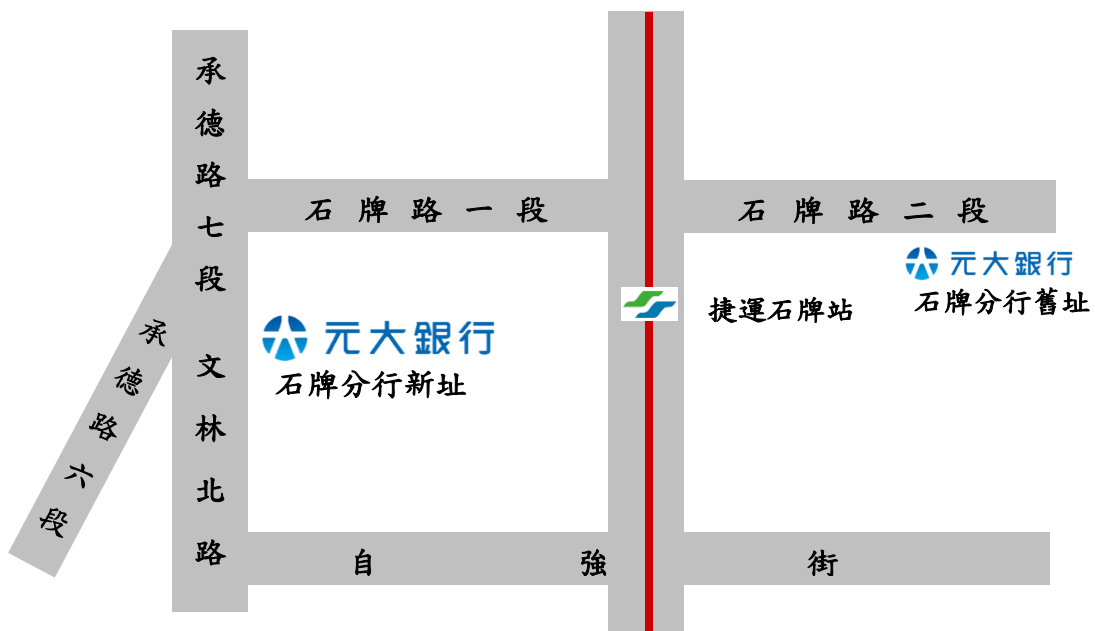 承德路七段
石牌路一段
石牌路二段
元大銀行
石牌分行舊址
捷運石牌站
元大銀行
石牌分行新址
承德路六段
文林北路
自強街